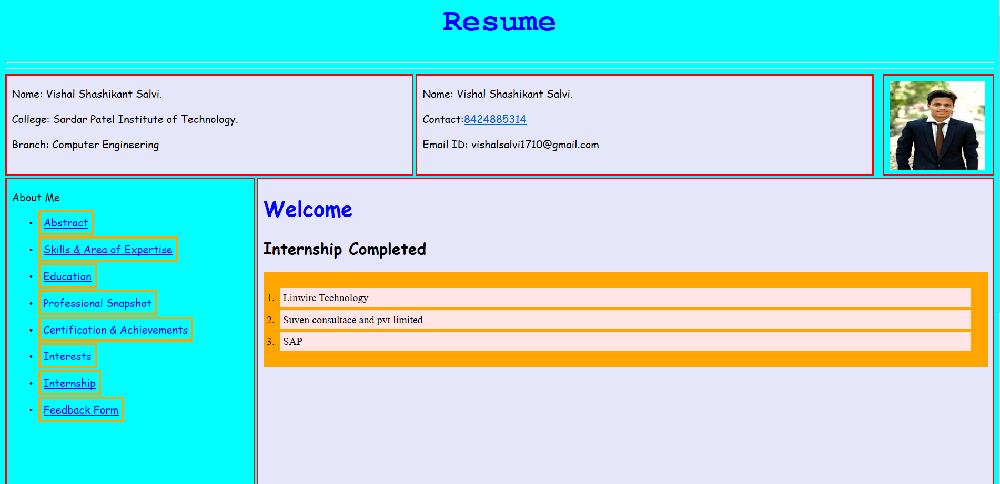 Resume
Name: Vishal Shashikant Salvi.
College: Sardar Patel Institute of Technology.
Branch: Computer Engineering
Name: Vishal Shashikant Salvi.
Contact:8424885314
Email ID: vishalsalvi1710@gmail.com
About Me
• Abstract
• Skills & Area of Expertise
• Education
• Professional Snapshot
• Certification & Achievements
• Interests
• Internship
• Feedback Form
Welcome
Internship Completed
1. Linwire Technology
2. Suven consultace and pvt limited
3. SAP